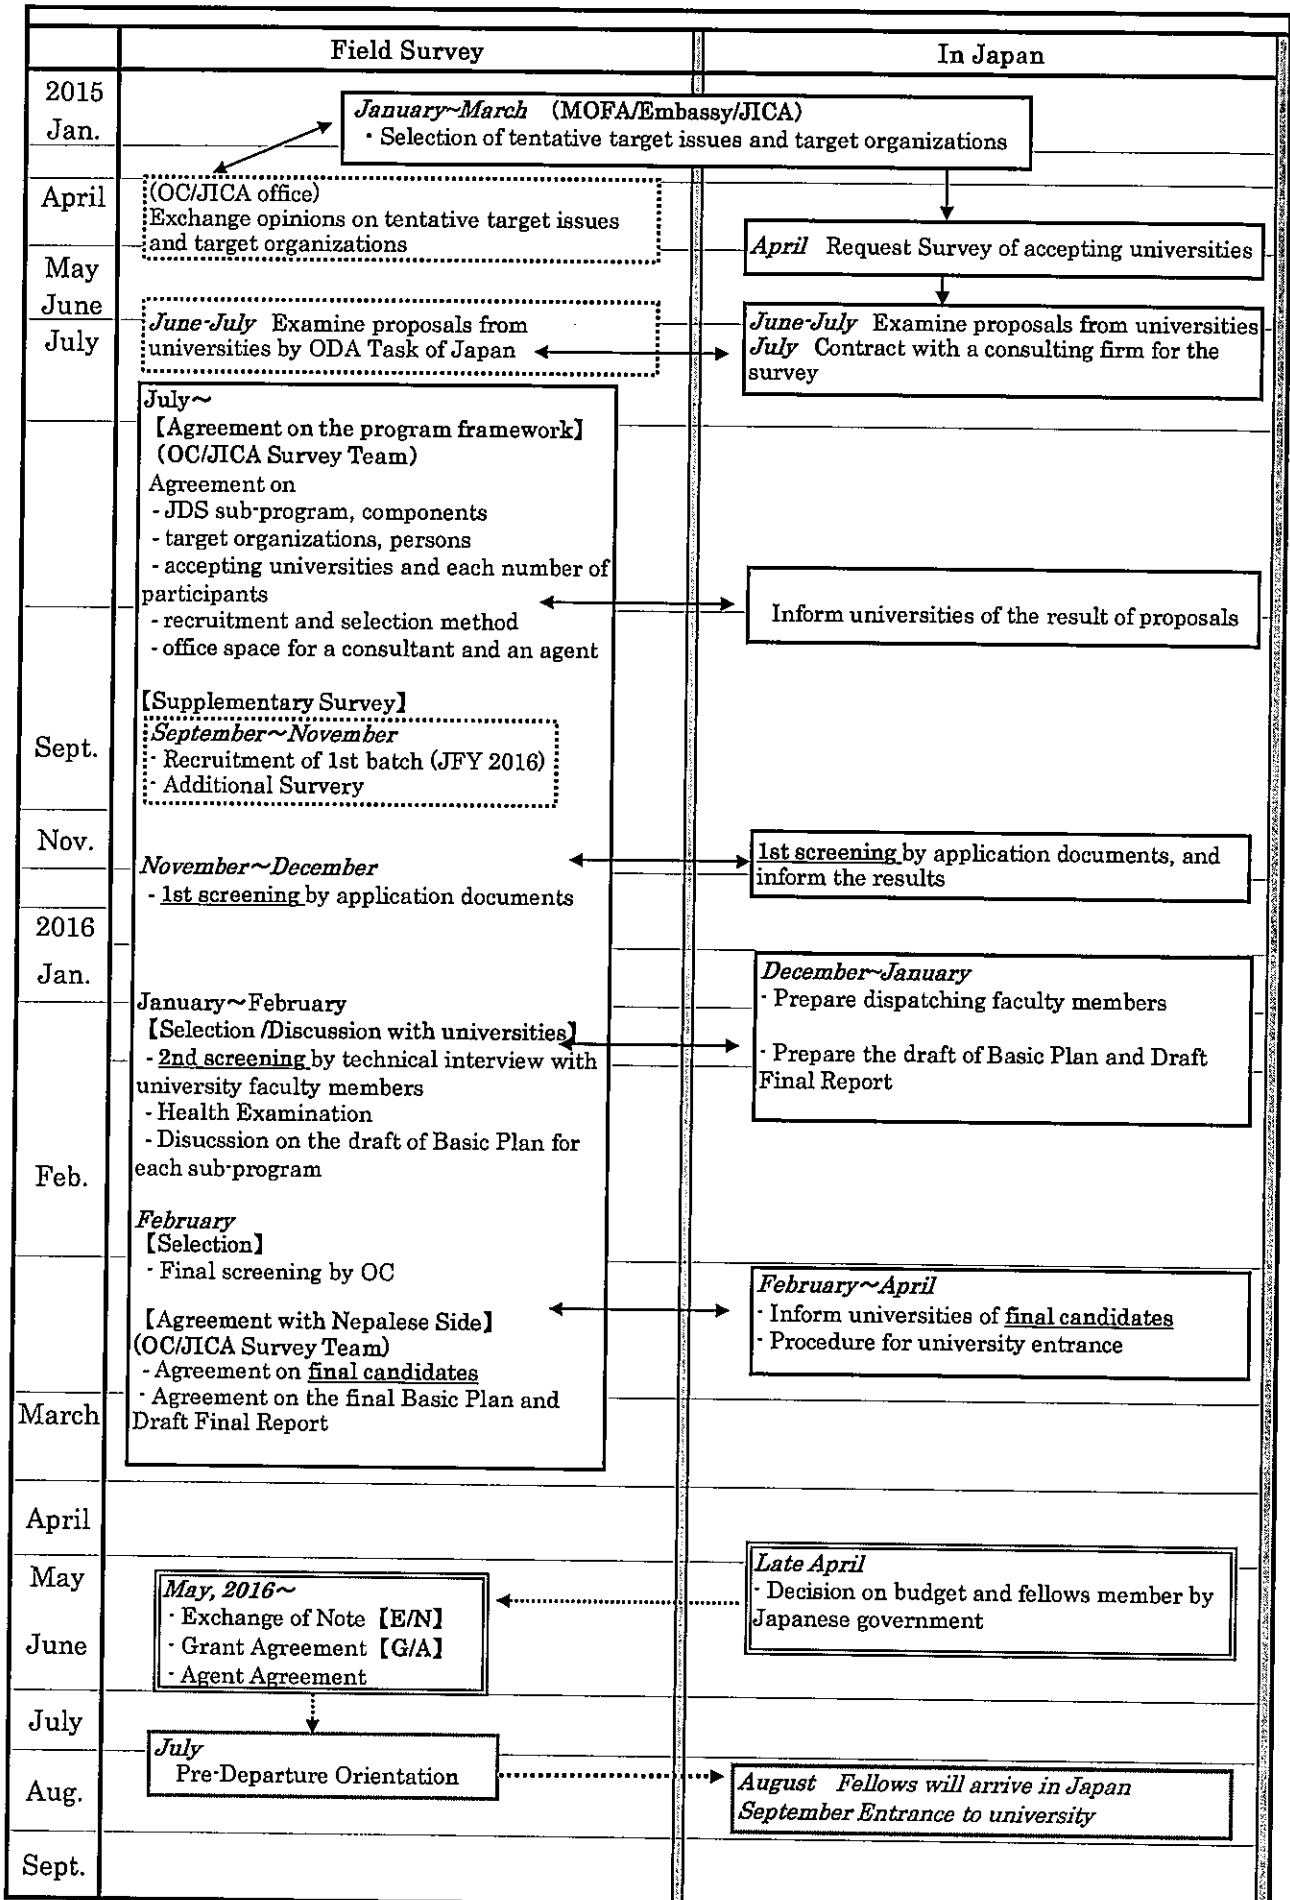 Field Survey
In Japan
2015
Jan.
January~March (MOFA/Embassy/JICA)
· Selection of tentative target issues and target organizations
April
(OC/JICA office)
Exchange opinions on tentative target issues
and target organizations
April Request Survey of accepting universities
May
June
July
June-July Examine proposals from
universities by ODA Task of Japan
June-July Examine proposals from universities
July Contract with a consulting firm for the
survey
July~
【Agreement on the program framework】
(OC/JICA Survey Team)
Agreement on
- JDS sub-program, components
- target organizations, persons
- accepting universities and each number of
participants
- recruitment and selection method
- office space for a consultant and an agent
Inform universities of the result of proposals
【Supplementary Survey】
Sept.
September~November
· Recruitment of 1st batch (JFY 2016)
· Additional Survery
Nov.
November~December
- 1st screening by application documents
1st screening by application documents, and
inform the results
2016
Jan.
December~January
· Prepare dispatching faculty members
· Prepare the draft of Basic Plan and Draft
Final Report
January~February
【Selection /Discussion with universities】
- 2nd screening by technical interview with
university faculty members
- Health Examination
- Disucssion on the draft of Basic Plan for
each sub-program
Feb.
February
【Selection】
· Final screening by OC
【Agreement with Nepalese Side】
(OC/JICA Survey Team)
- Agreement on final candidates
· Agreement on the final Basic Plan and
Draft Final Report
February~April
· Inform universities of final candidates
· Procedure for university entrance
March
April
May
June
Late April
· Decision on budget and fellows member by
Japanese government
May, 2016~
· Exchange of Note【E/N】
· Grant Agreement【G/A】
· Agent Agreement
July
July
Pre-Departure Orientation
Aug.
August Fellows will arrive in Japan
September Entrance to university
Sept.